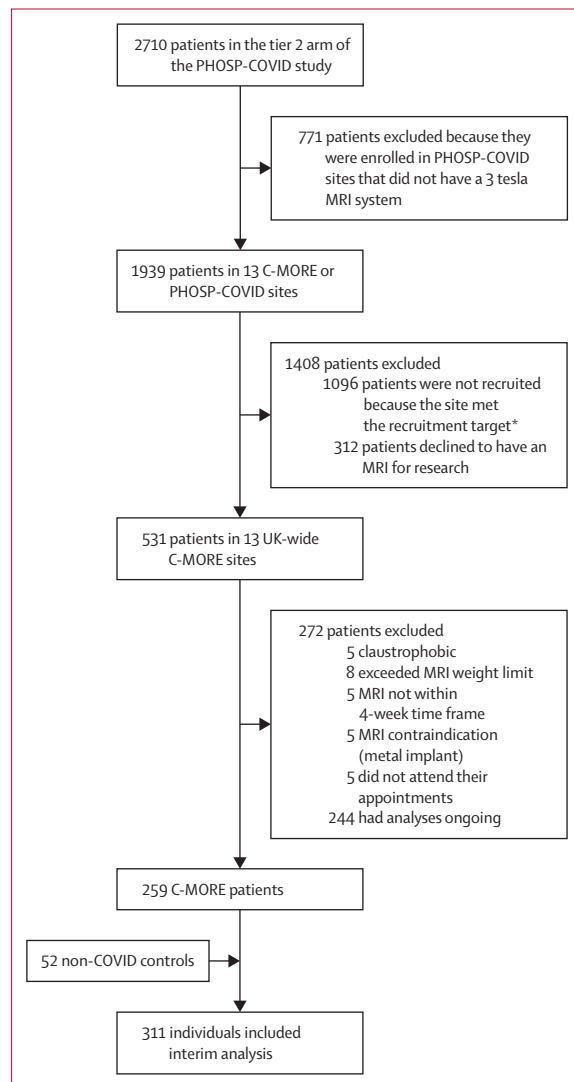 2710 patients in the tier 2 arm of
the PHOSP-COVID study
771 patients excluded because they
were enrolled in PHOSP-COVID
sites that did not have a 3 tesla
MRI system
1939 patients in 13 C-MORE or
PHOSP-COVID sites
1408 patients excluded
1096 patients were not recruited
because the site met
the recruitment target*
312 patients declined to have an
MRI for research
531 patients in 13 UK-wide
C-MORE sites
272 patients excluded
5 claustrophobic
8 exceeded MRI weight limit
5 MRI not within
4-week time frame
5 MRI contraindication
(metal implant)
5 did not attend their
appointments
244 had analyses ongoing
259 C-MORE patients
52 non-COVID controls
311 individuals included
interim analysis